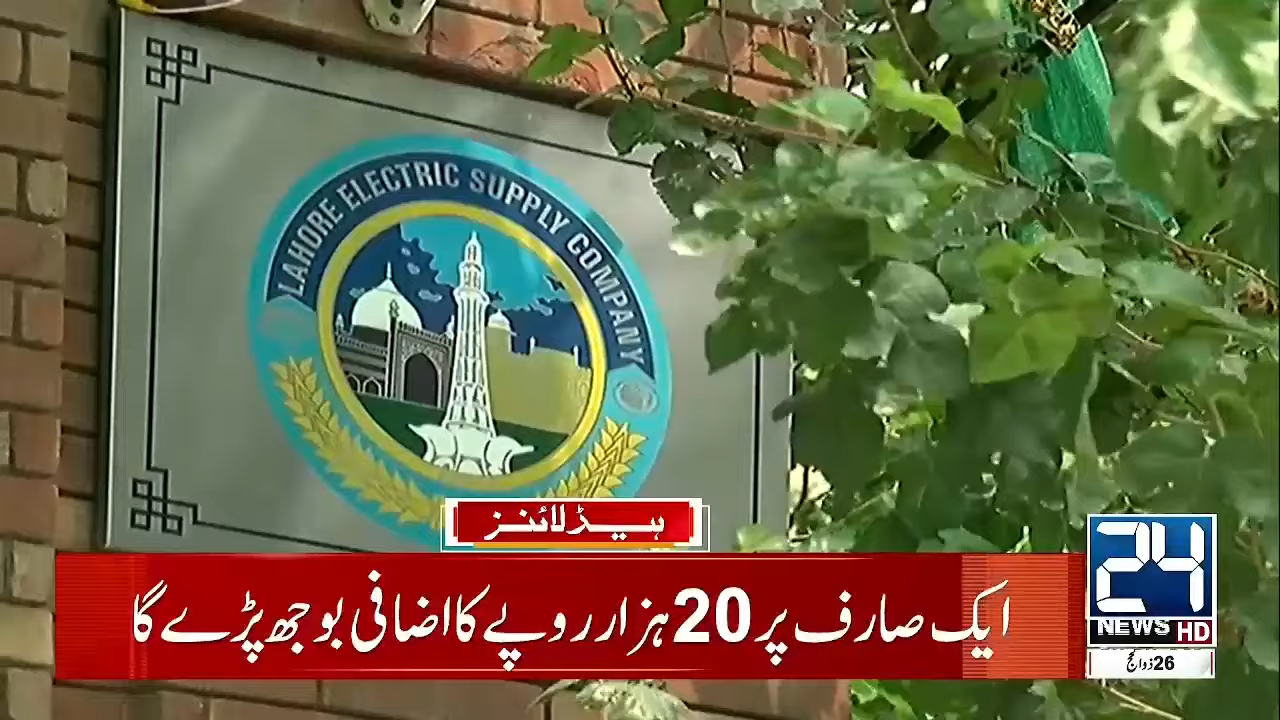 LAHORE ELECTRIC SUPPLY COMPANY
ہیڈلائنز
ایک صارف پر 20 ہزار روپے کا اضافی بوجھ پڑے گا
24
NEWS HD
26 ذوالحج